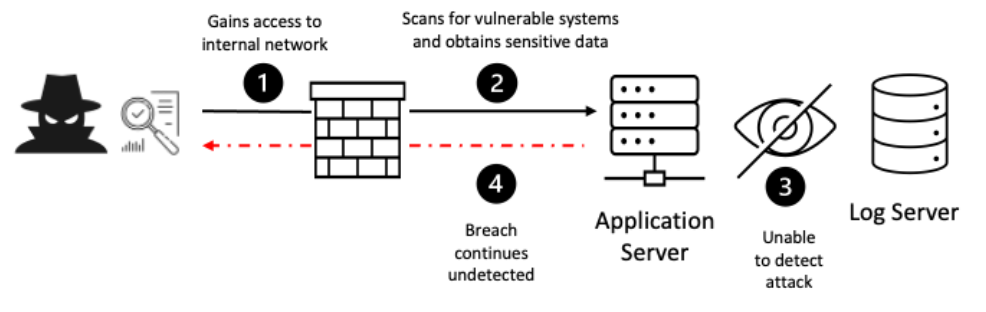 Gains access to
internal network
1
Scans for vulnerable systems
and obtains sensitive data
2
3
Unable
to detect
attack
4
Breach
continues
undetected
Application
Server
Log Server